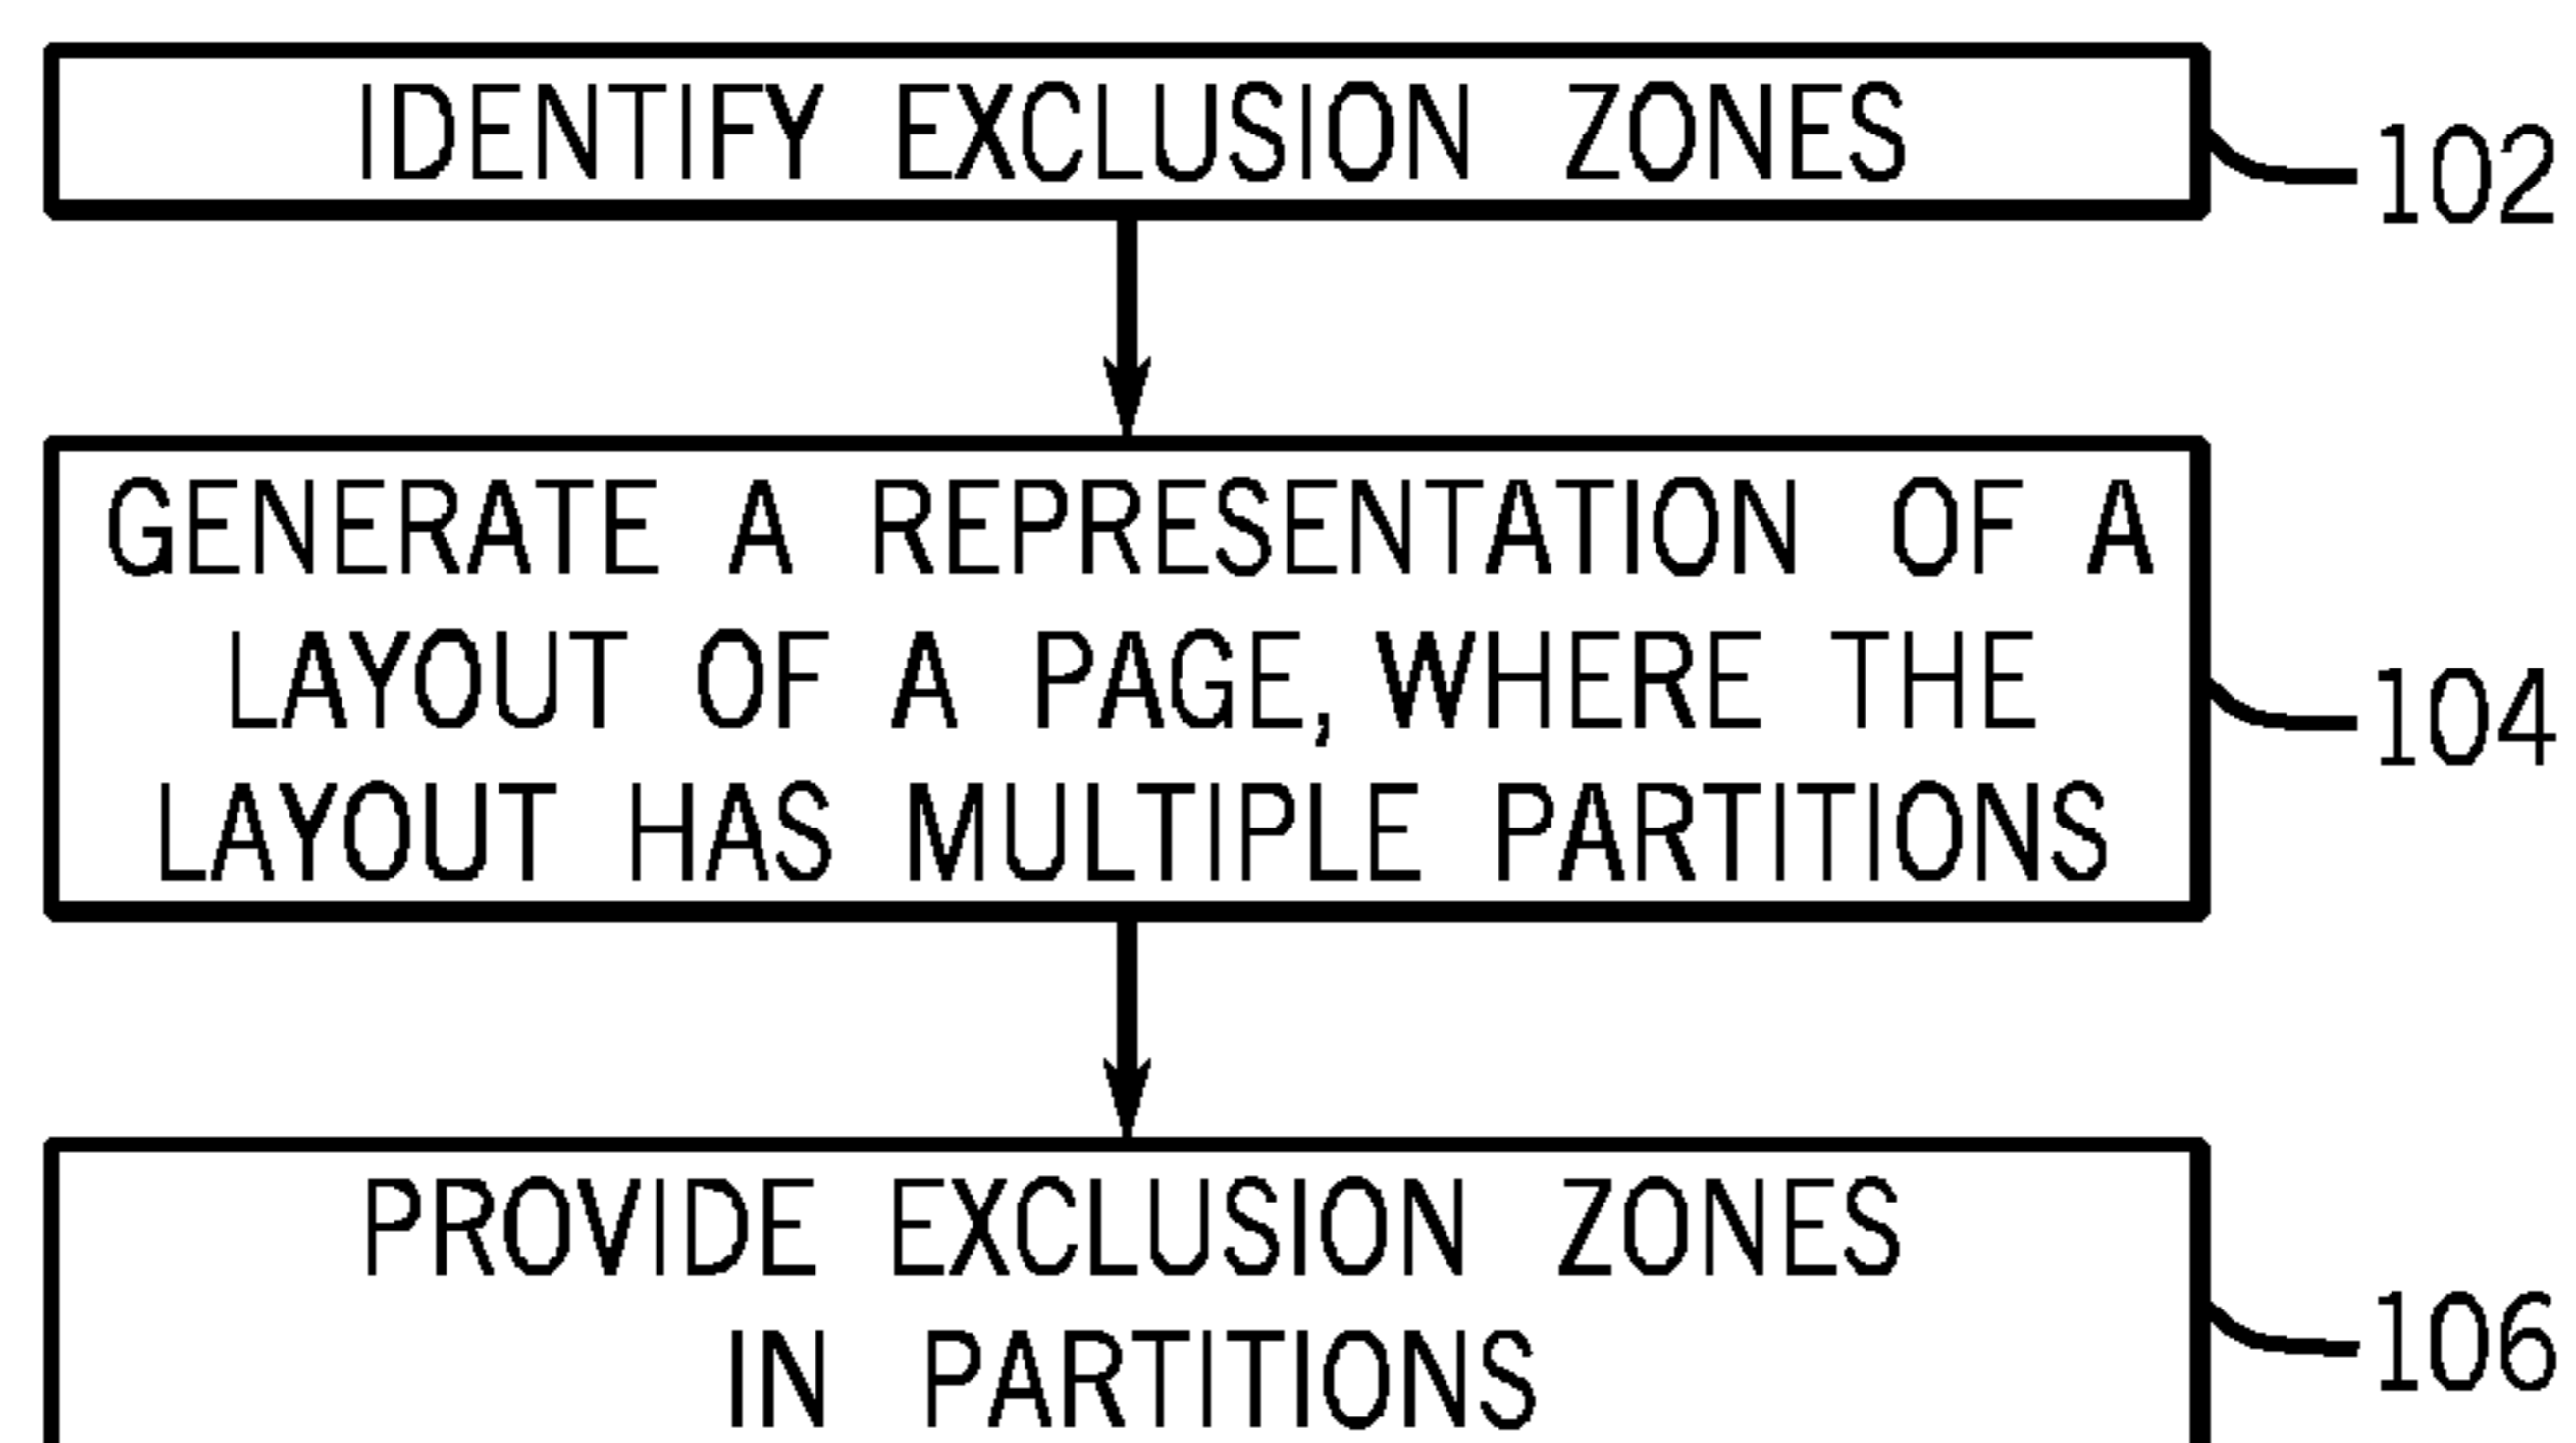 IDENTIFY EXCLUSION ZONES
102
GENERATE A REPRESENTATION OF A
LAYOUT OF A PAGE, WHERE THE
LAYOUT HAS MULTIPLE PARTITIONS
104
PROVIDE EXCLUSION ZONES
IN PARTITIONS
106